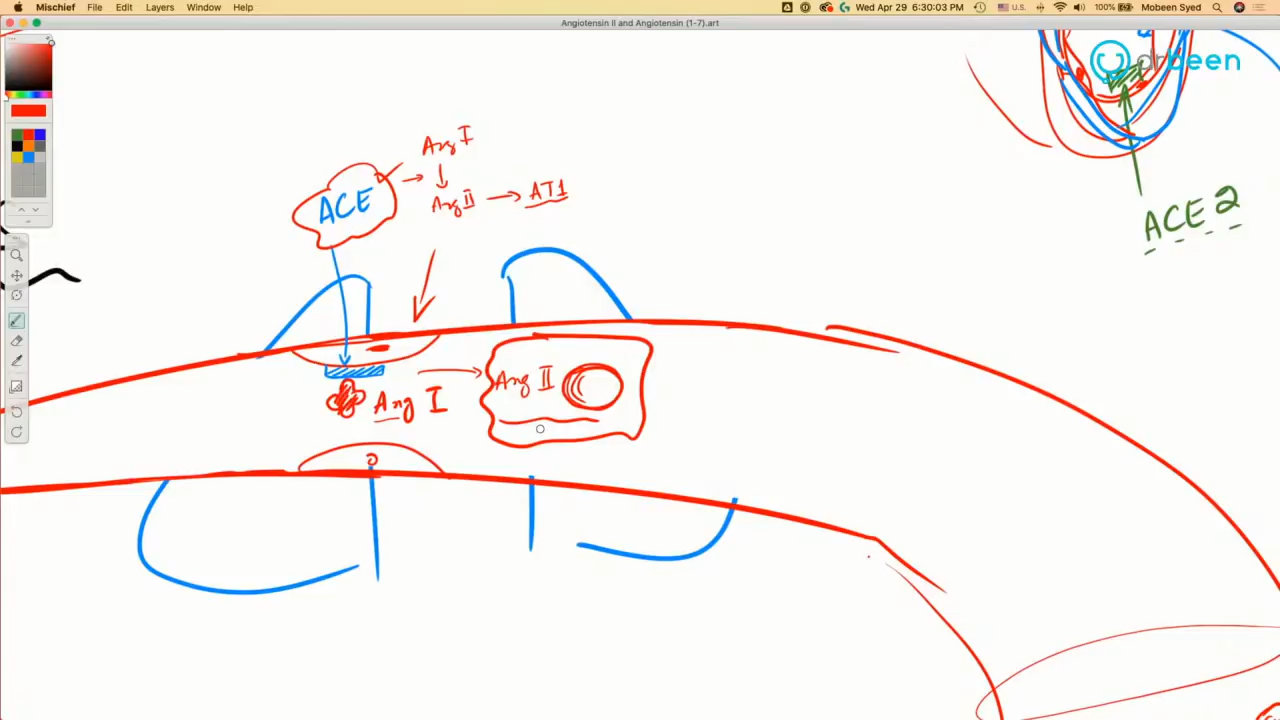 Mischief File Edit Layers Window Help 100% Wed Apr 29 6:30:03 PM Mobeen Syed
U.S.
Angiotensin II and Angiotensin (1-7).art
drbeen
Ang I
ACE
Ang II → AT1
ACE 2
Ang I
Ang II